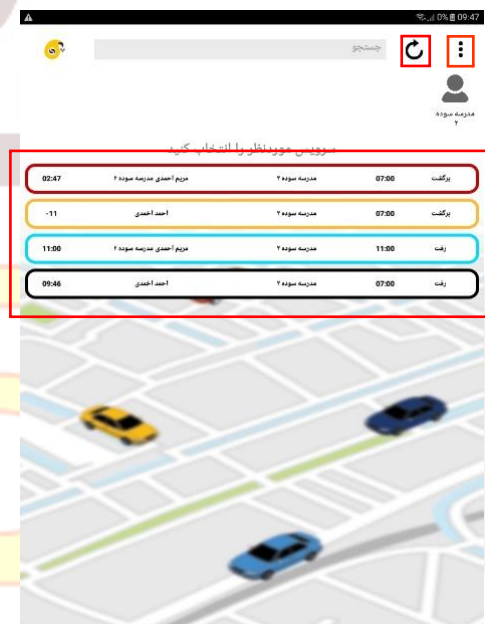 0% 09:47
جستجو
مدرسه سوده
۲
سرویس موردنظر را انتخاب کنید
برگشت 07:00 مدرسه سوده ۲ مریم احمدی مدرسه سوده ۲ 02:47
برگشت 07:00 مدرسه سوده ۲ احمد احمدی -11
رفت 11:00 مدرسه سوده ۲ مریم احمدی مدرسه سوده ۲ 11:00
رفت 07:00 مدرسه سوده ۲ احمد احمدی 09:46